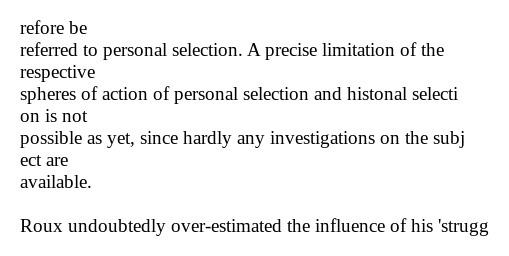 refore be
referred to personal selection. A precise limitation of the
respective
spheres of action of personal selection and histonal selecti
on is not
possible as yet, since hardly any investigations on the subj
ect are
available.

Roux undoubtedly over-estimated the influence of his 'strugg